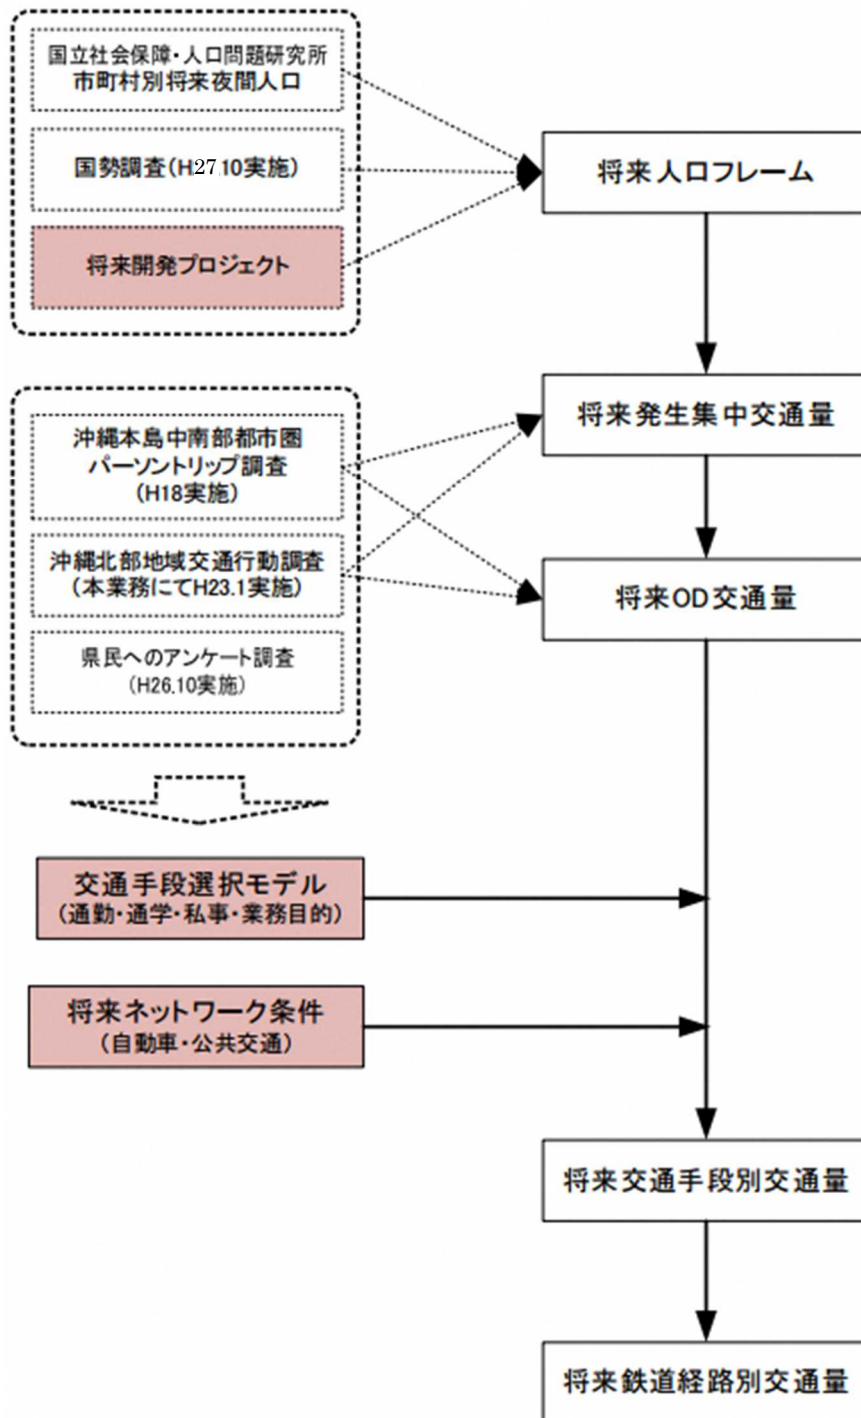 国立社会保障・人口問題研究所
市町村別将来夜間人口
国勢調査(H27.10実施)
将来開発プロジェクト
将来人口フレーム
将来発生集中交通量
沖縄本島中南部都市圏
パーソントリップ調査
(H18実施)
沖縄北部地域交通行動調査
(本業務にてH23.1実施)
県民へのアンケート調査
(H26.10実施)
将来OD交通量
交通手段選択モデル
(通勤・通学・私事・業務目的)
将来ネットワーク条件
(自動車・公共交通)
将来交通手段別交通量
将来鉄道経路別交通量